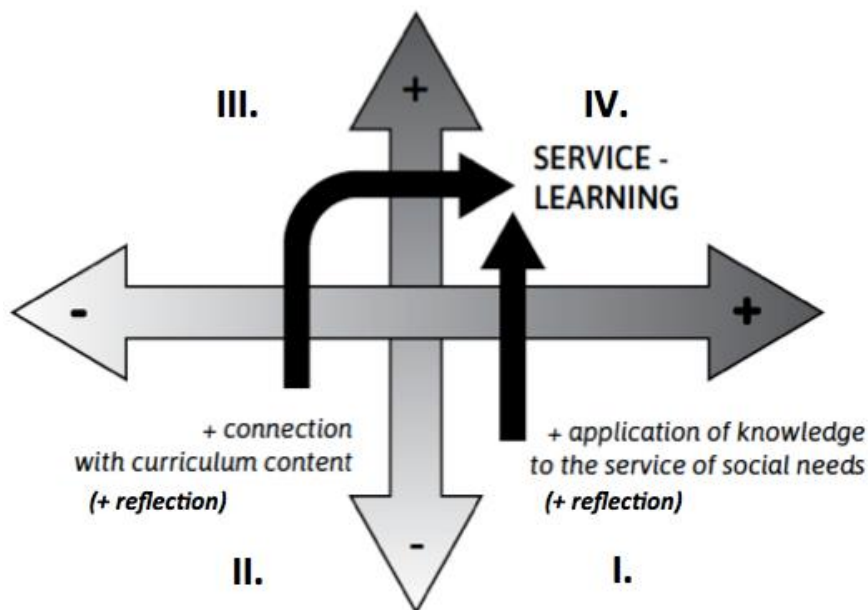 III.
+
IV.
SERVICE -
LEARNING
-
+
+ connection
with curriculum content
(+ reflection)
+ application of knowledge
to the service of social needs
(+ reflection)
-
II.
I.